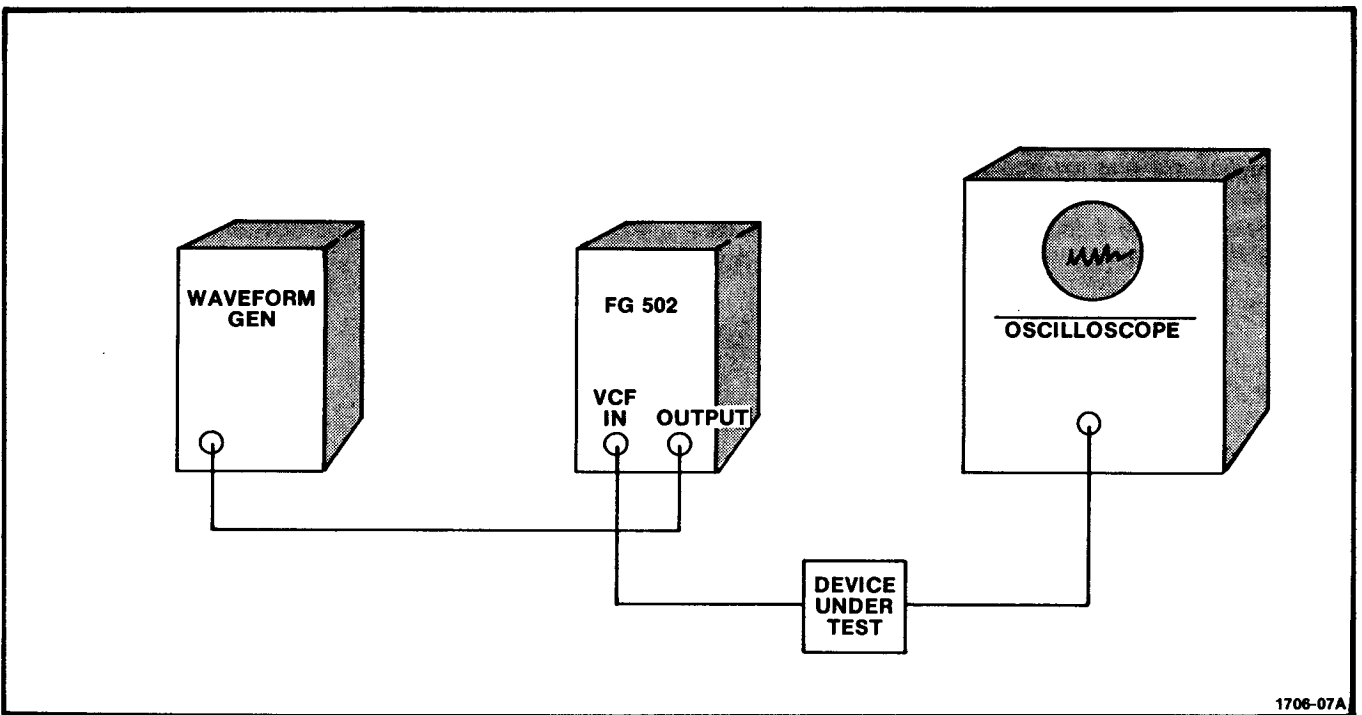 WAVEFORM
GEN
FG 502
VCF
IN
OUTPUT
OSCILLOSCOPE
DEVICE
UNDER
TEST
1706-07A